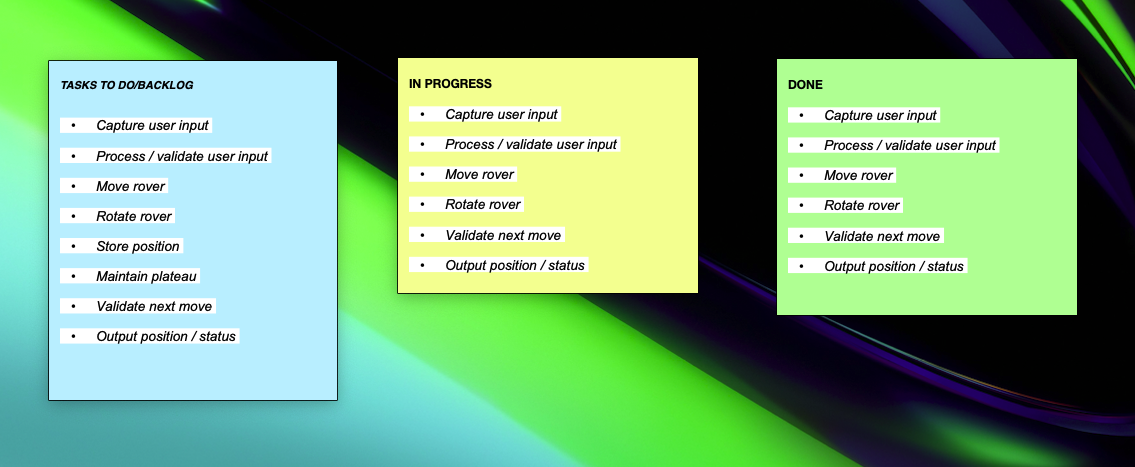 TASKS TO DO/BACKLOG
• Capture user input
• Process / validate user input
• Move rover
• Rotate rover
• Store position
• Maintain plateau
• Validate next move
• Output position / status
IN PROGRESS
• Capture user input
• Process / validate user input
• Move rover
• Rotate rover
• Validate next move
• Output position / status
DONE
• Capture user input
• Process / validate user input
• Move rover
• Rotate rover
• Validate next move
• Output position / status